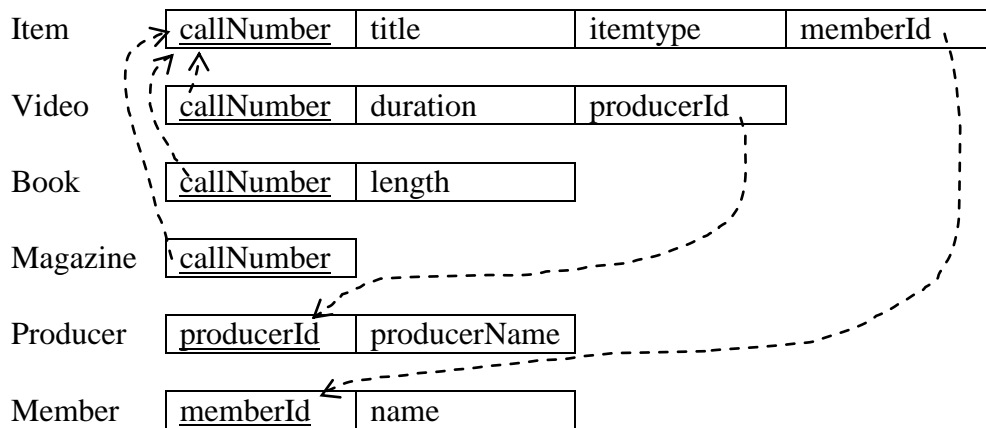 Item callNumber title itemtype memberId
Video callNumber duration producerId
Book callNumber length
Magazine callNumber
Producer producerId producerName
Member memberId name